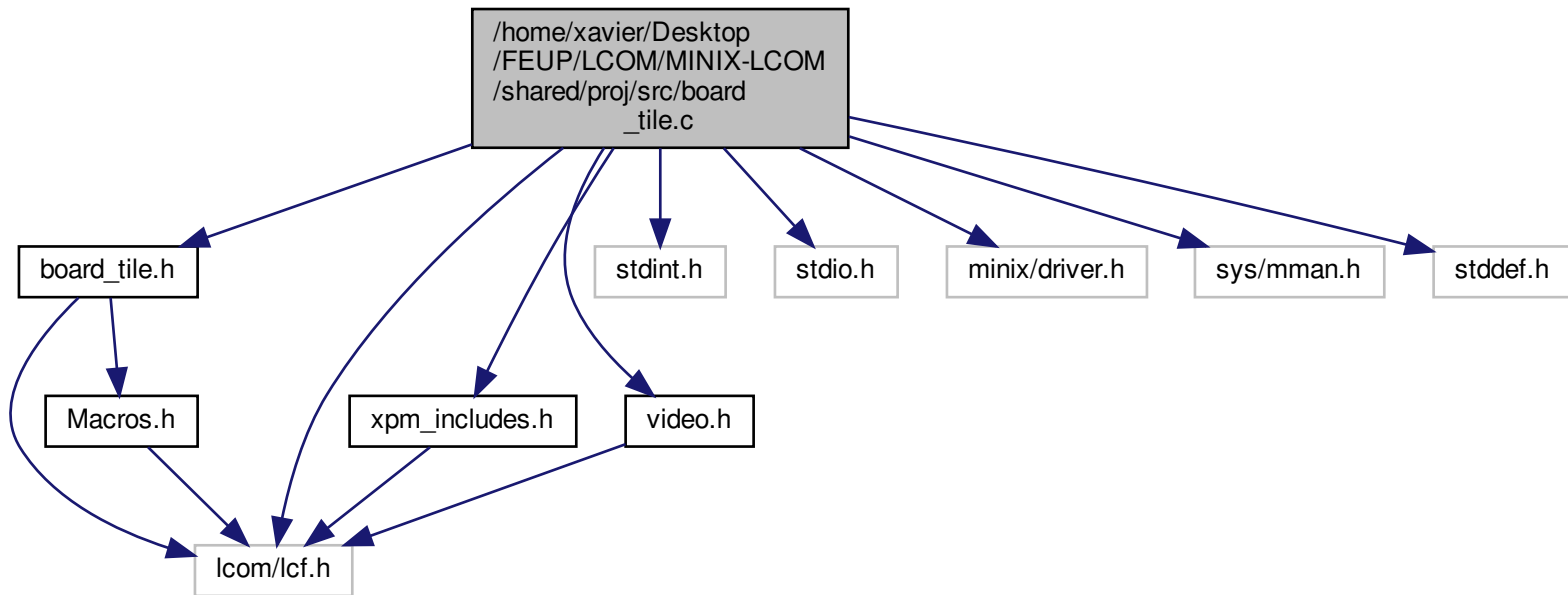 /home/xavier/Desktop
/FEUP/LCOM/MINIX-LCOM
/shared/proj/src/board
_tile.c
board_tile.h
stdint.h
stdio.h
minix/driver.h
sys/mman.h
stddef.h
Macros.h
xpm_includes.h
video.h
lcom/lcf.h